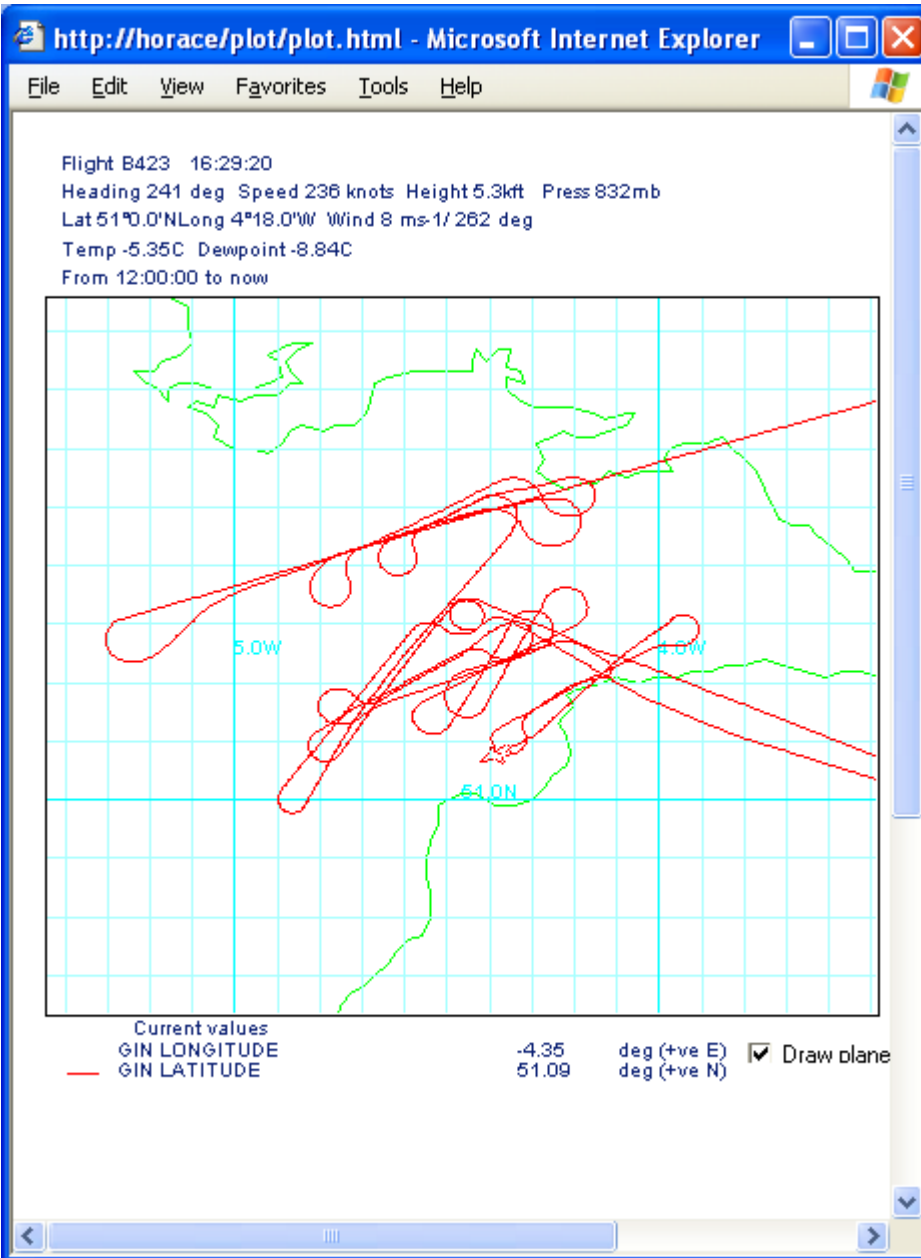 http://horace/plot/plot.html - Microsoft Internet Explorer
File Edit View Favorites Tools Help
Flight B423 16:29:20
Heading 241 deg Speed 236 knots Height 5.3kft Press 832mb
Lat 51°0.0'N Long 4°18.0'W Wind 8 ms-1/ 262 deg
Temp -5.35C Dewpoint -8.84C
From 12:00:00 to now
5.0W
4.0W
51.0N
Current values
GIN LONGITUDE -4.35 deg (+ve E) Draw plane
GIN LATITUDE 51.09 deg (+ve N)